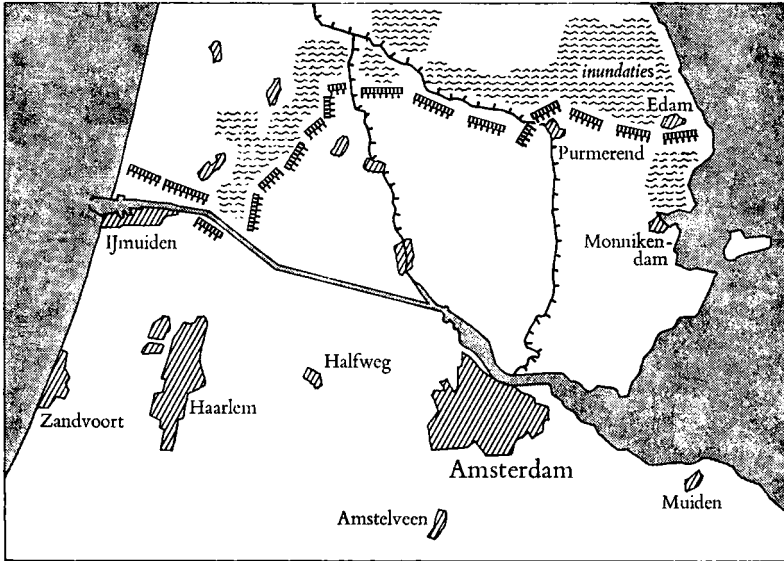 inundaties
Edam
Purmerend
IJmuiden
Monniken-
dam
Halfweg
Zandvoort
Haarlem
Amsterdam
Muiden
Amstelveen